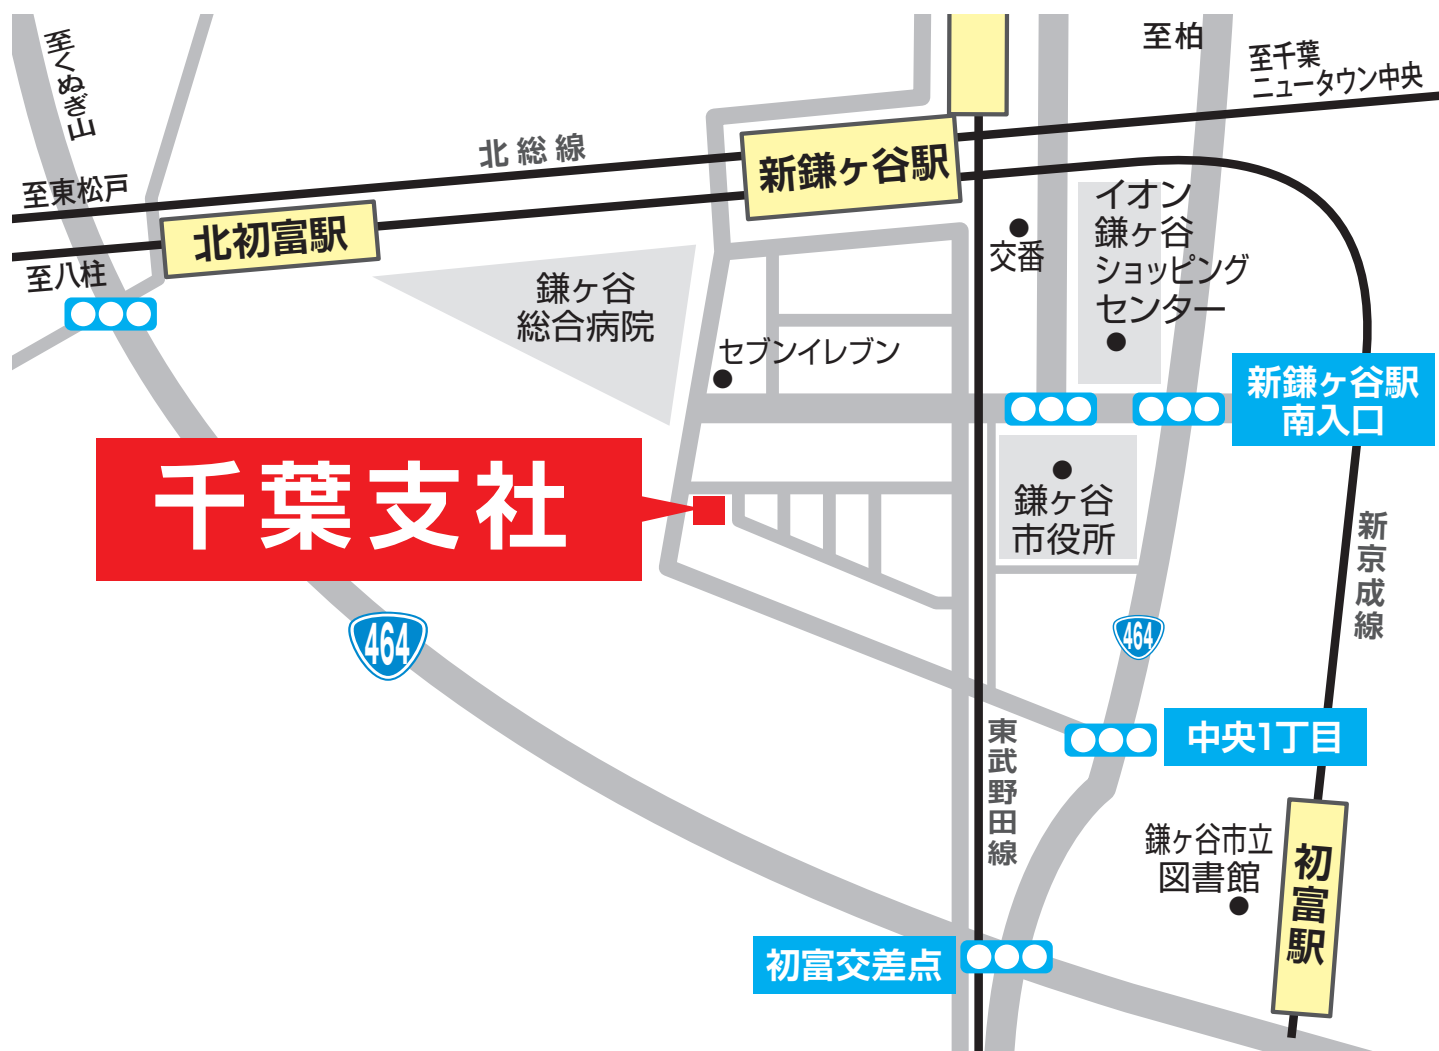 至くぬぎ山
至柏
至千葉
ニュータウン中央
北総線
新鎌ヶ谷駅
至東松戸
北初富駅
至八柱
イオン
鎌ヶ谷
ショッピング
センター
交番
鎌ヶ谷
総合病院
セブンイレブン
新鎌ヶ谷駅
南入口
千葉支社
鎌ヶ谷
市役所
新京成線
464
464
東武野田線
中央1丁目
鎌ヶ谷市立
図書館
初富駅
初富交差点